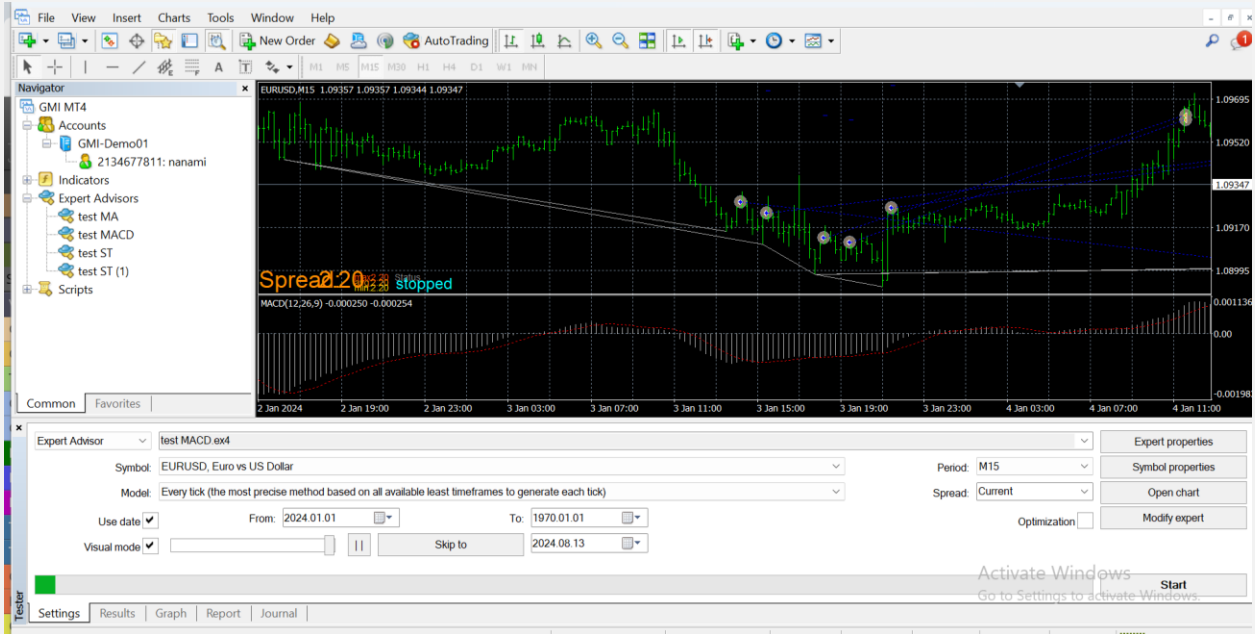 File View Insert Charts Tools Window Help
New Order AutoTrading
A T M1 M5 M15 M30 H1 H4 D1 W1 MN
Navigator
GMI MT4
Accounts
GMI-Demo01
2134677811: nanami
Indicators
Expert Advisors
test MA
test MACD
test ST
test ST (1)
Scripts
Common Favorites
EURUSD,M15 1.09357 1.09357 1.09344 1.09347
1.09695
1.09520
1.09347
1.09170
1.08995
Status
stopped
MACD(12,26,9) -0.000250 -0.000254
0.001136
0.00
2 Jan 2024 2 Jan 19:00 2 Jan 23:00 3 Jan 03:00 3 Jan 07:00 3 Jan 11:00 3 Jan 15:00 3 Jan 19:00 3 Jan 23:00 4 Jan 03:00 4 Jan 07:00 4 Jan 11:00
Expert Advisor test MACD.ex4 Expert properties
Symbol: EURUSD, Euro vs US Dollar Period: M15 Symbol properties
Model: Every tick (the most precise method based on all available least timeframes to generate each tick) Spread: Current Open chart
Use date From: 2024.01.01 To: 1970.01.01 Optimization Modify expert
Visual mode Skip to 2024.08.13
Activate Windows
Go to Settings to activate Windows.
Start
Tester
Settings Results Graph Report Journal